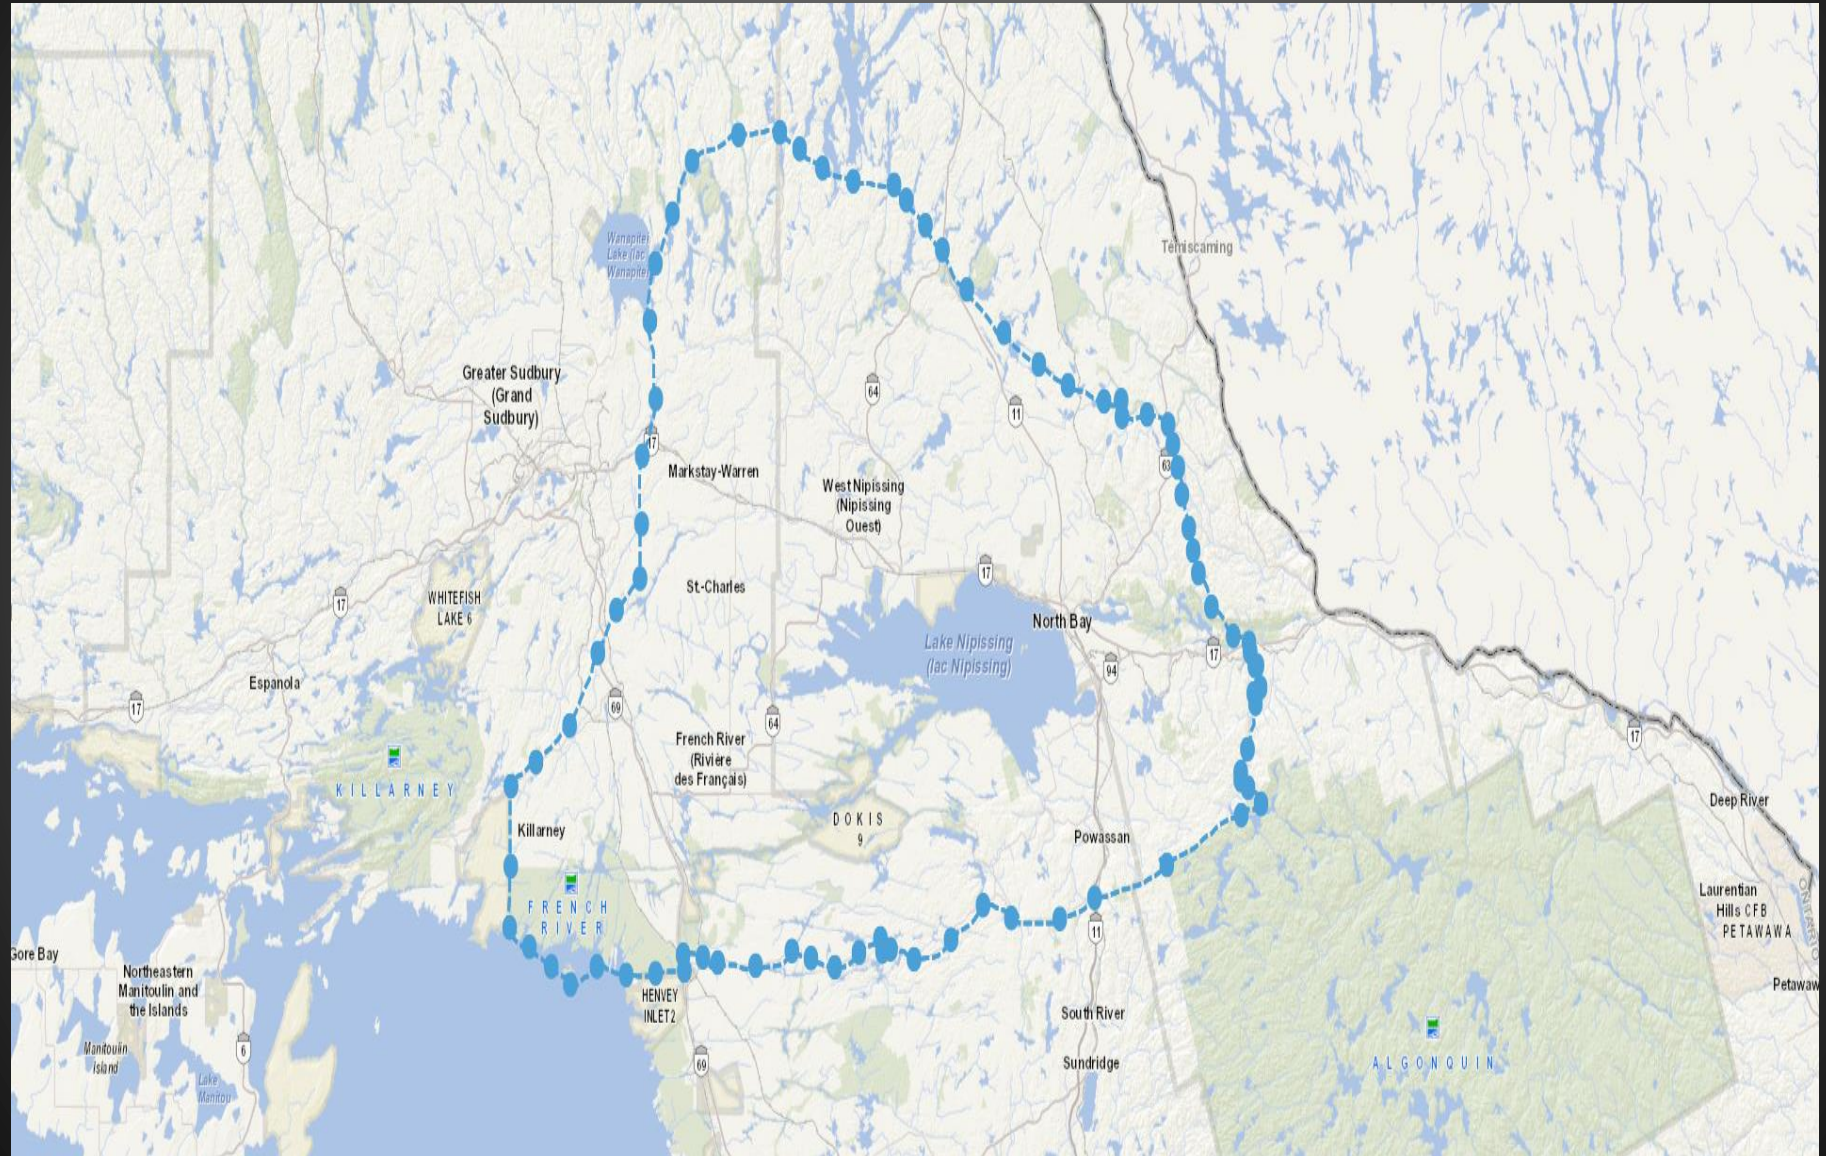 Wanapitei
Lake (lac
Wanapitei
Témiscaming
Greater Sudbury
(Grand
Sudbury)
64
11
17
Markstay-Warren
63
West Nipissing
(Nipissing
Ouest)
17
17
WHITEFISH
LAKE 6
St-Charles
North Bay
Lake Nipissing
(lac Nipissing)
17
94
Espanola
17
69
64
17
French River
(Rivière
des Français)
KILLARNEY
Deep River
Killarney
DOKIS
9
Powassan
Laurentian
Hills CFB
PETAWAWA
ONTARIO
FRENCH
RIVER
11
Gore Bay
Northeastern
Manitoulin and
the Islands
HENVEY
INLET 2
Petawaw
South River
Manitoulin
Island
6
69
Sundridge
ALGONQUIN
Lake
Manitou